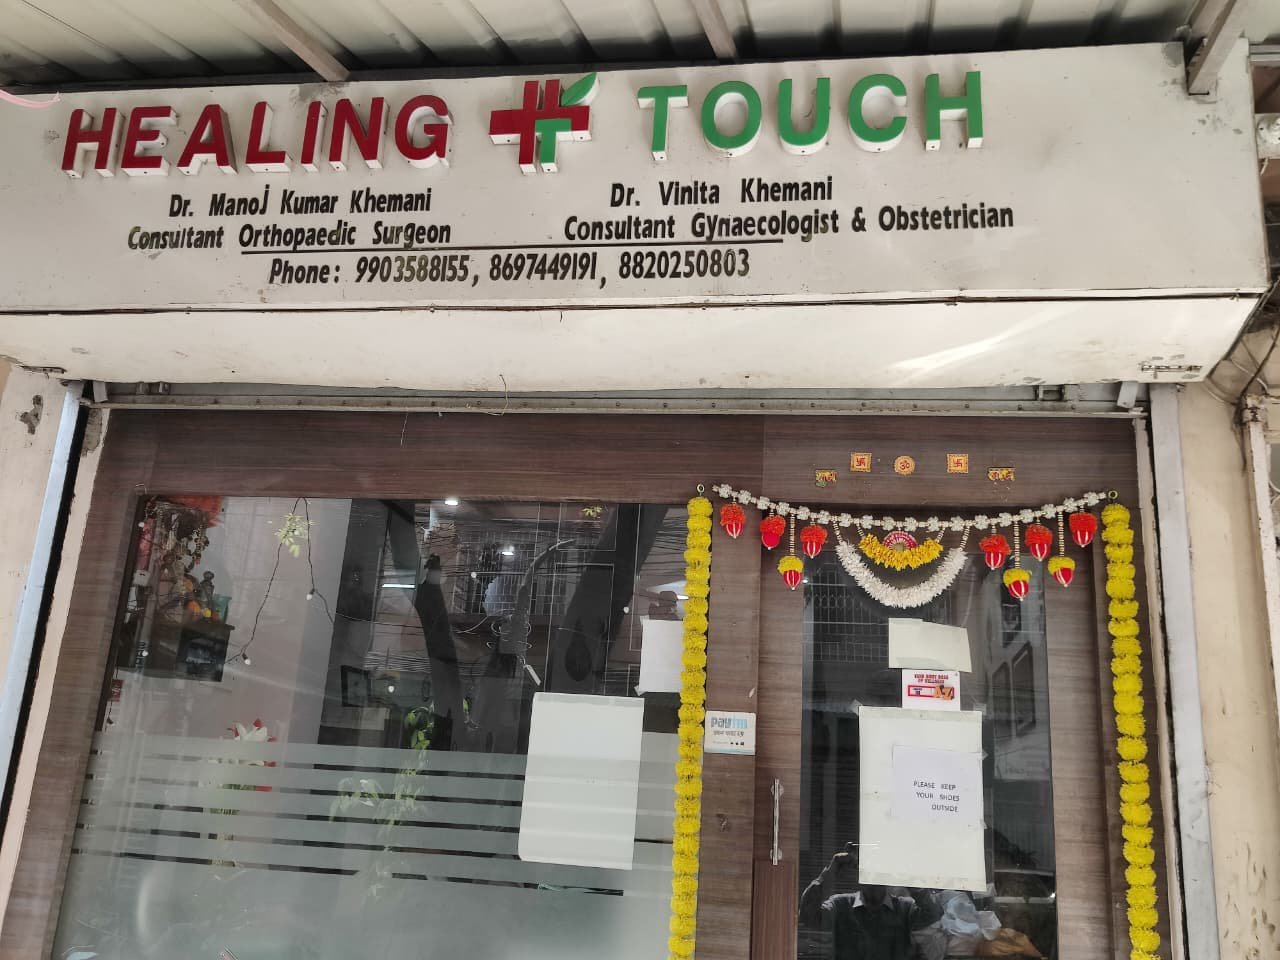 HEALING TOUCH
Dr. Manoj Kumar Khemani
Consultant Orthopaedic Surgeon
Dr. Vinita Khemani
Consultant Gynaecologist & Obstetrician
Phone: 9903588155, 8697449191, 8820250803
ॐ
paytm
PLEASE KEEP
YOUR SHOES
OUTSIDE